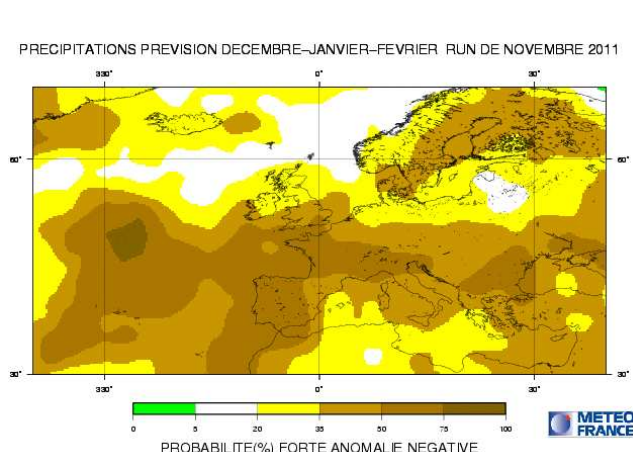 PRECIPITATIONS PREVISION DECEMBRE–JANVIER–FEVRIER RUN DE NOVEMBRE 2011
330° 0° 30°
60° 60°
30° 30°
330° 0° 30°
0 5 20 35 50 75 100
PROBABILITE(%) FORTE ANOMALIE NEGATIVE
METEO
FRANCE